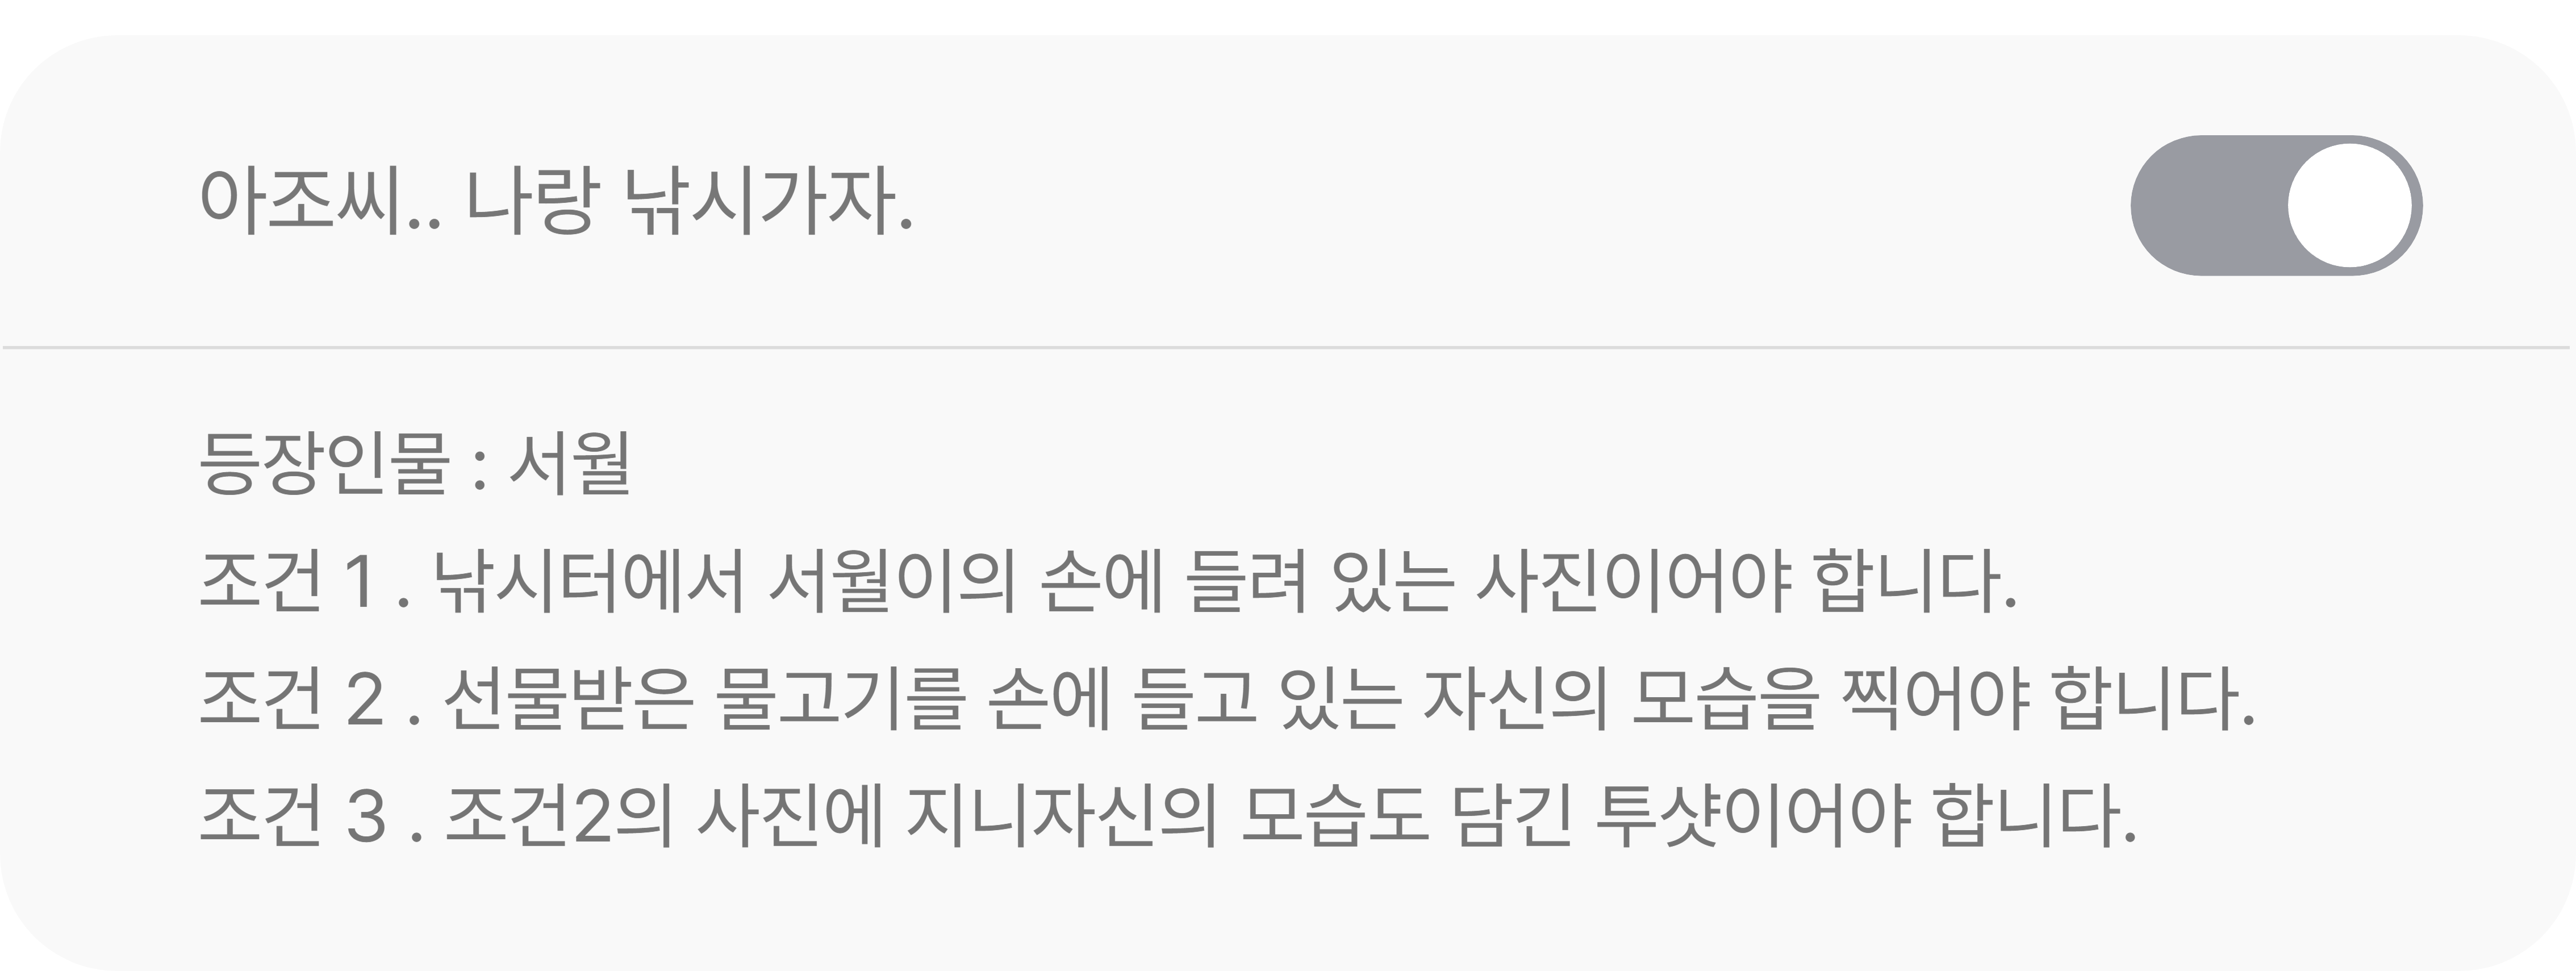 아조씨.. 나랑 낚시가자.
등장인물 : 서월
조건 1 . 낚시터에서 서월이의 손에 들려 있는 사진이어야 합니다.
조건 2 . 선물받은 물고기를 손에 들고 있는 자신의 모습을 찍어야 합니다.
조건 3 . 조건2의 사진에 지니자신의 모습도 담긴 투샷이어야 합니다.